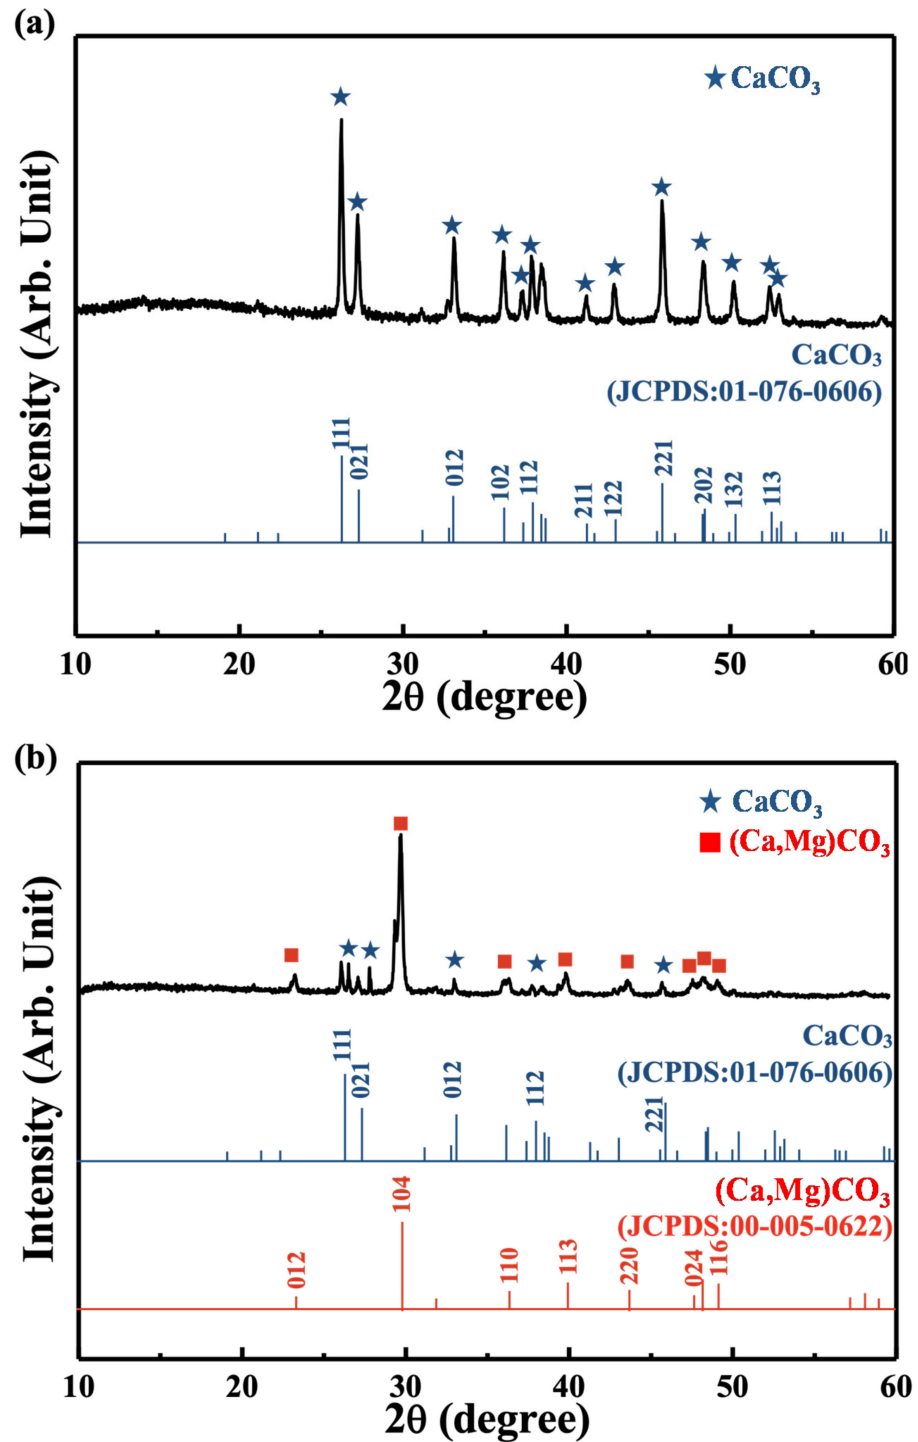 (a)
CaCO₃
Intensity (Arb. Unit)
CaCO₃
(JCPDS:01-076-0606)
111
021
012
102
112
211
122
221
202
132
113
10 20 30 40 50 60
2θ (degree)
(b)
CaCO₃
(Ca,Mg)CO₃
Intensity (Arb. Unit)
CaCO₃
(JCPDS:01-076-0606)
111
021
012
112
221
(Ca,Mg)CO₃
(JCPDS:00-005-0622)
012
104
110
113
220
024
116
10 20 30 40 50 60
2θ (degree)